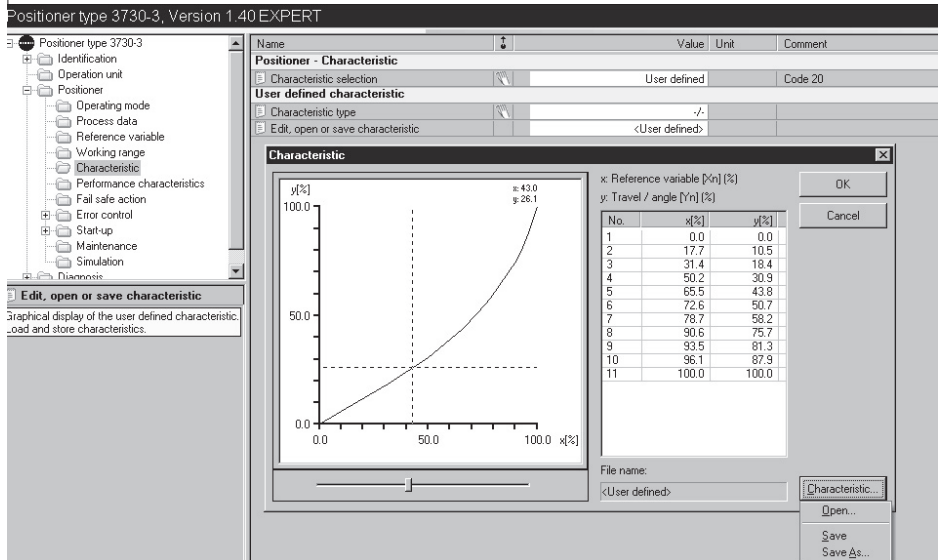 Positioner type 3730-3, Version 1.40 EXPERT
Positioner type 3730-3
Identification
Operation unit
Positioner
Operating mode
Process data
Reference variable
Working range
Characteristic
Performance characteristics
Fail safe action
Error control
Start-up
Maintenance
Simulation
Diagnosis
Edit, open or save characteristic
Graphical display of the user defined characteristic.
Load and store characteristics.
Name Value Unit Comment
Positioner - Characteristic
Characteristic selection User defined Code 20
User defined characteristic
Characteristic type -/-
Edit, open or save characteristic <User defined>
Characteristic
y[%]
x: 43.0
y: 26.1
100.0
50.0
0.0
0.0 50.0 100.0 x[%]
x: Reference variable [Xn] (%)
y: Travel / angle [Yn] (%)
No. x[%] y[%]
1 0.0 0.0
2 17.7 10.5
3 31.4 18.4
4 50.2 30.9
5 65.5 43.8
6 72.6 50.7
7 78.7 58.2
8 90.6 75.7
9 93.5 81.3
10 96.1 87.9
11 100.0 100.0
File name:
<User defined>
OK
Cancel
Characteristic...
Open...
Save
Save As...